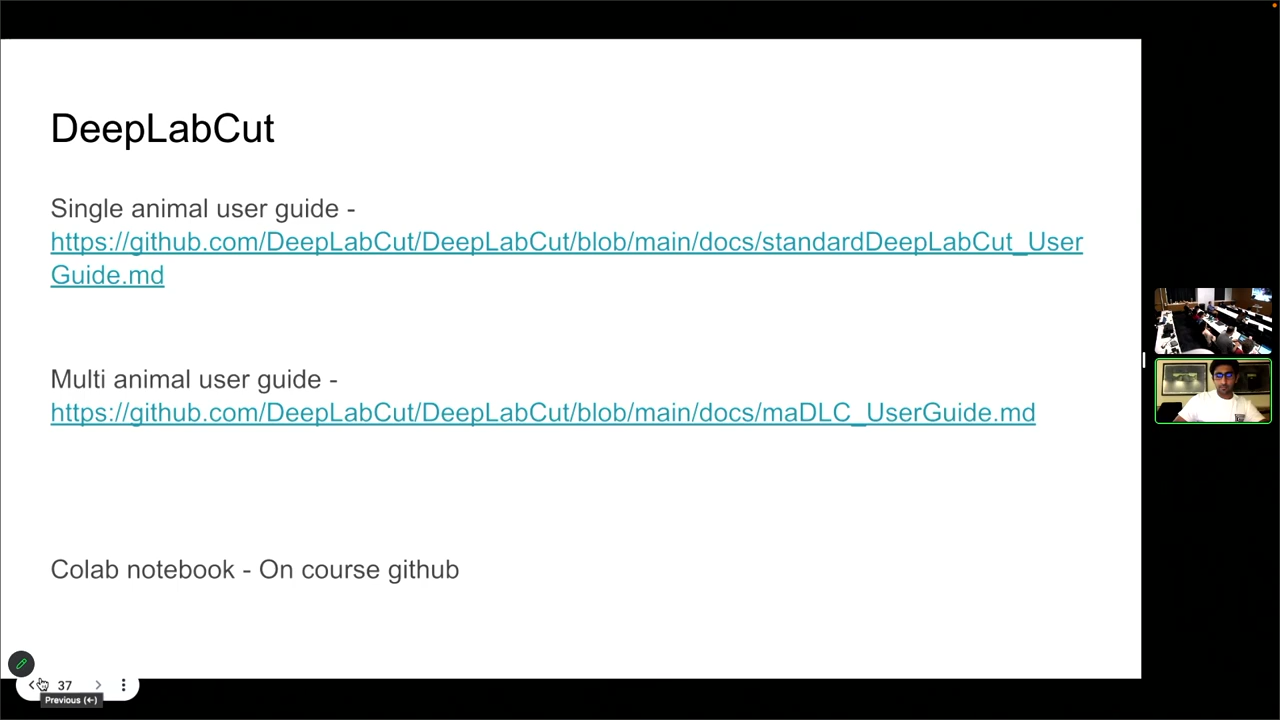 DeepLabCut
Single animal user guide -
https://github.com/DeepLabCut/DeepLabCut/blob/main/docs/standardDeepLabCut_User
Guide.md
Multi animal user guide -
https://github.com/DeepLabCut/DeepLabCut/blob/main/docs/maDLC_UserGuide.md
Colab notebook - On course github
37
Previous (←)